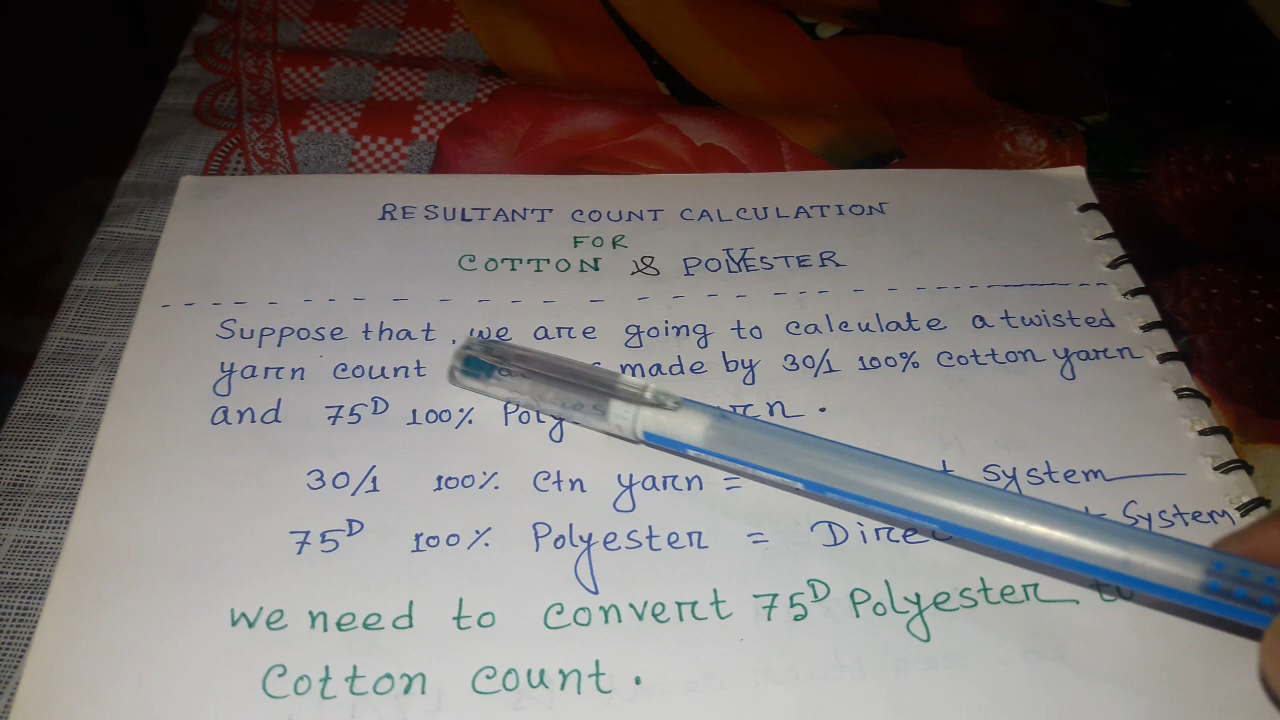 RESULTANT COUNT CALCULATION
FOR
COTTON & POLYESTER
Suppose that, we are going to calculate a twisted
yarn count made by 30/1 100% cotton yarn
and 75D 100%
30/1 100% Ctn yarn = System
75D 100% Polyester = System
we need to convert 75D Polyester to
Cotton count.